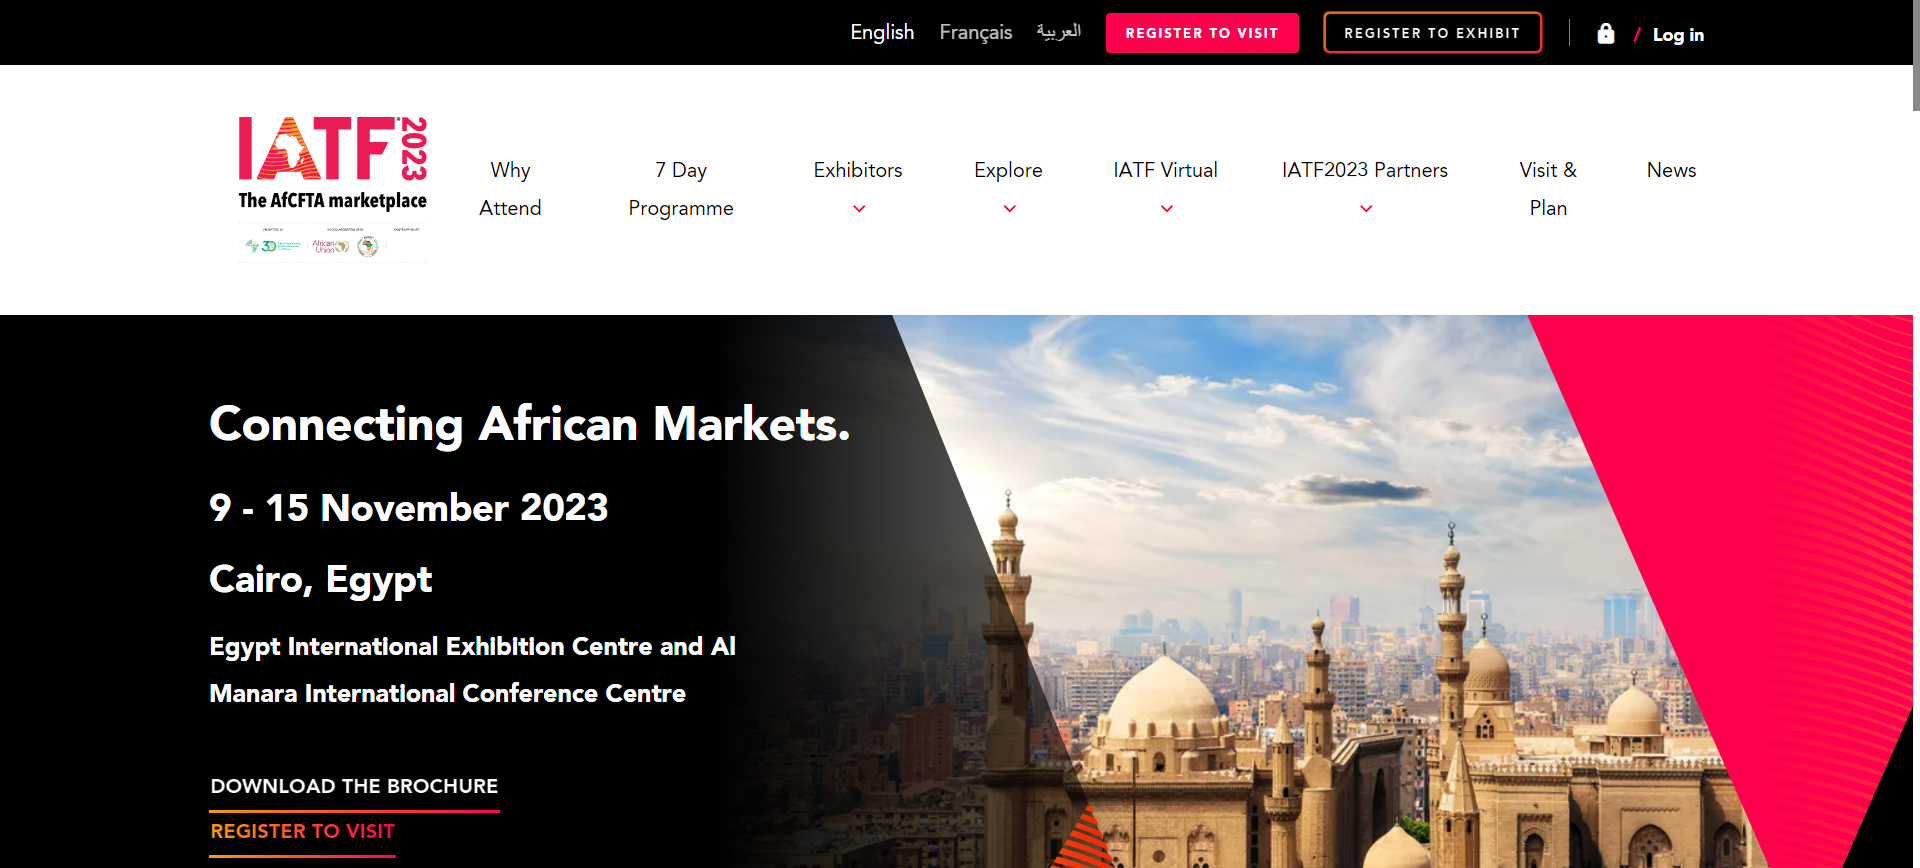 English Français العربية REGISTER TO VISIT REGISTER TO EXHIBIT / Log in
IATF 2023
The AfCFTA marketplace
African
Union
Why
Attend
7 Day
Programme
Exhibitors
Explore
IATF Virtual
IATF2023 Partners
Visit &
Plan
News
Connecting African Markets.
9 - 15 November 2023
Cairo, Egypt
Egypt International Exhibition Centre and Al
Manara International Conference Centre
DOWNLOAD THE BROCHURE
REGISTER TO VISIT